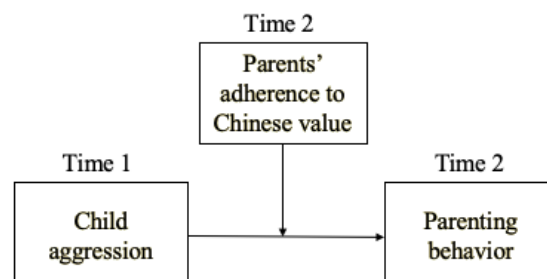 Time 2
Parents’
adherence to
Chinese value
Time 1
Time 2
Child
aggression
Parenting
behavior